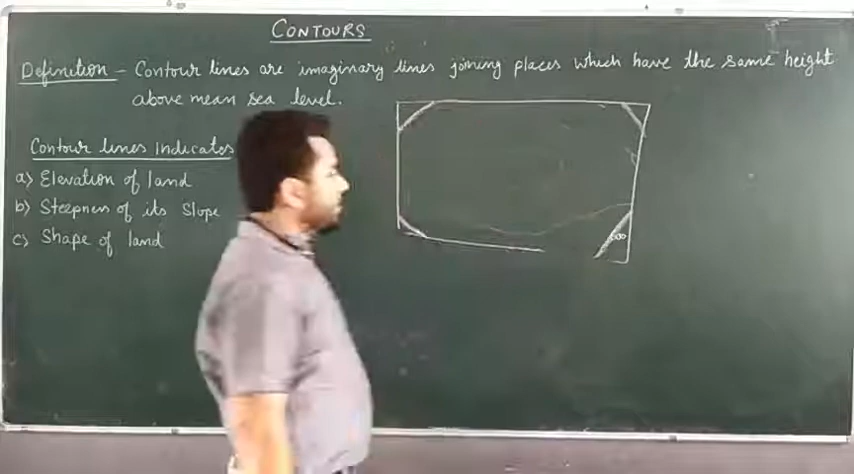 CONTOURS
Definition - Contour lines are imaginary lines joining places which have the same height
above mean sea level.
Contour lines Indicates
a) Elevation of land
b) Steepness of its Slope
c) Shape of land